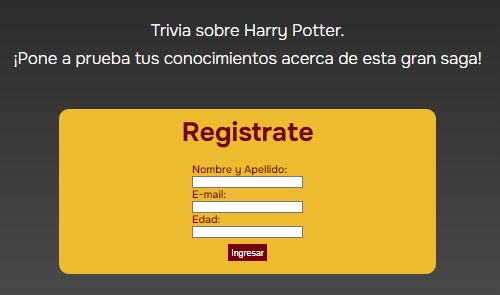 Trivia sobre Harry Potter.
¡Pone a prueba tus conocimientos acerca de esta gran saga!
Registrate
Nombre y Apellido:
E-mail:
Edad:
Ingresar